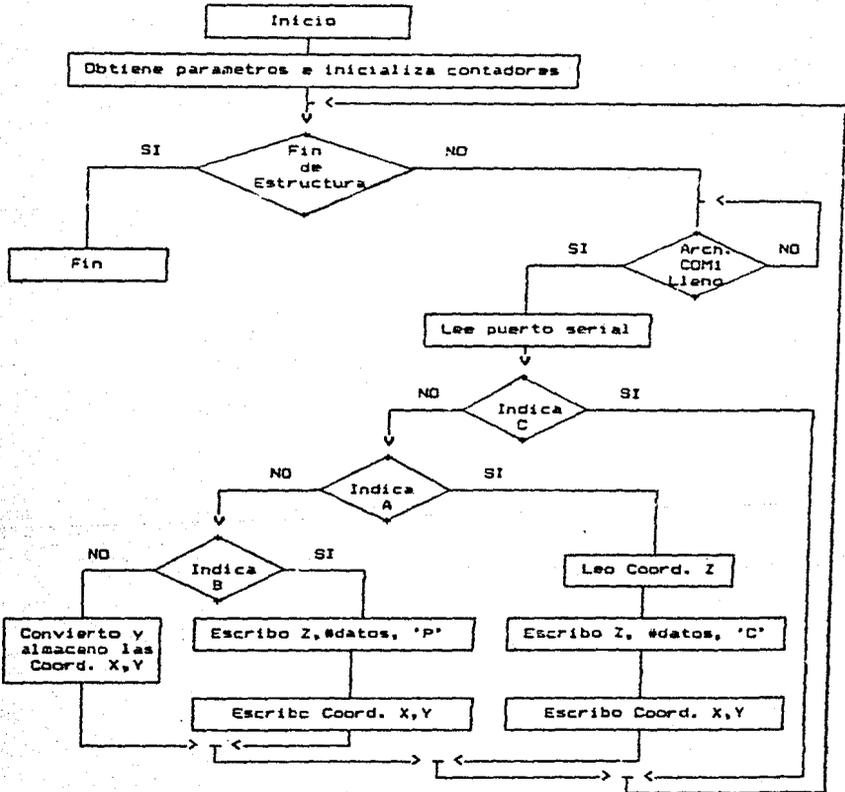 Inicio
Obtiene parametros e inicializa contadores
SI
Fin
de
Estructura
NO
Fin
SI
Arch.
COM1
Lleno
NO
Lee puerto serial
NO
Indica
C
SI
NO
Indica
A
SI
NO
Indica
B
SI
Leo Coord. Z
Convierto y
almaceno las
Coord. X,Y
Escribo Z,#datos, 'P'
Escribo Z, #datos, 'C'
Escribo Coord. X,Y
Escribo Coord. X,Y